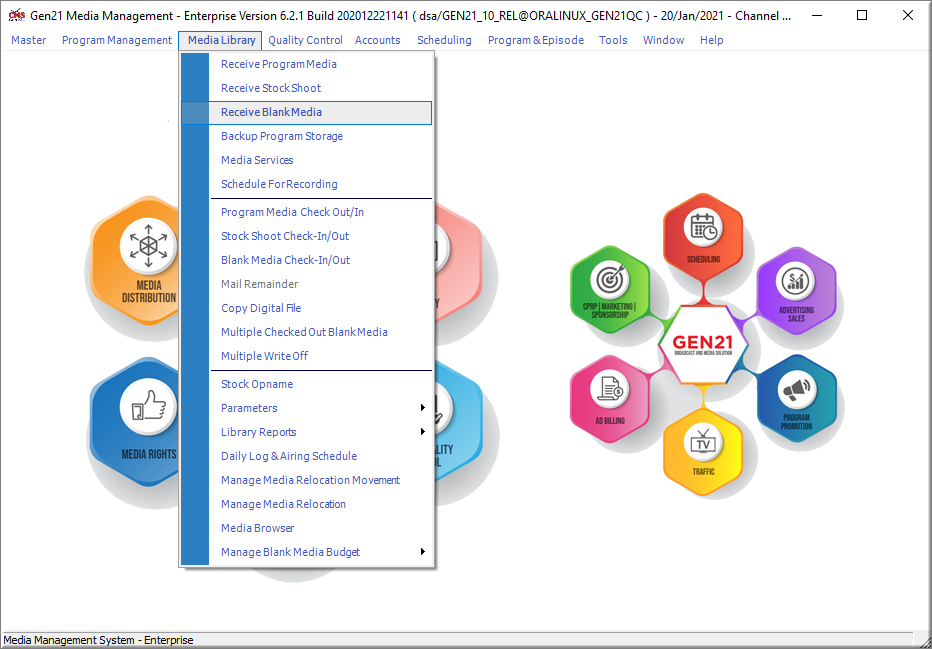 Gen21 Media Management - Enterprise Version 6.2.1 Build 202012221141 ( dsa/GEN21_10_REL@ORALINUX_GEN21QC ) - 20/Jan/2021 - Channel ...
Master Program Management Media Library Quality Control Accounts Scheduling Program & Episode Tools Window Help
Receive Program Media
Receive Stock Shoot
Receive Blank Media
Backup Program Storage
Media Services
Schedule For Recording
Program Media Check Out/In
Stock Shoot Check-In/Out
Blank Media Check-In/Out
Mail Remainder
Copy Digital File
Multiple Checked Out Blank Media
Multiple Write Off
Stock Opname
Parameters
Library Reports
Daily Log & Airing Schedule
Manage Media Relocation Movement
Manage Media Relocation
Media Browser
Manage Blank Media Budget
MEDIA
DISTRIBUTION
MEDIA RIGHTS
SCHEDULING
CPRP | MARKETING |
SPONSORSHIP
ADVERTISING
SALES
GEN21
BROADCAST AND MEDIA SOLUTION
AD BILLING
PROGRAM
PROMOTION
TV
TRAFFIC
Media Management System - Enterprise